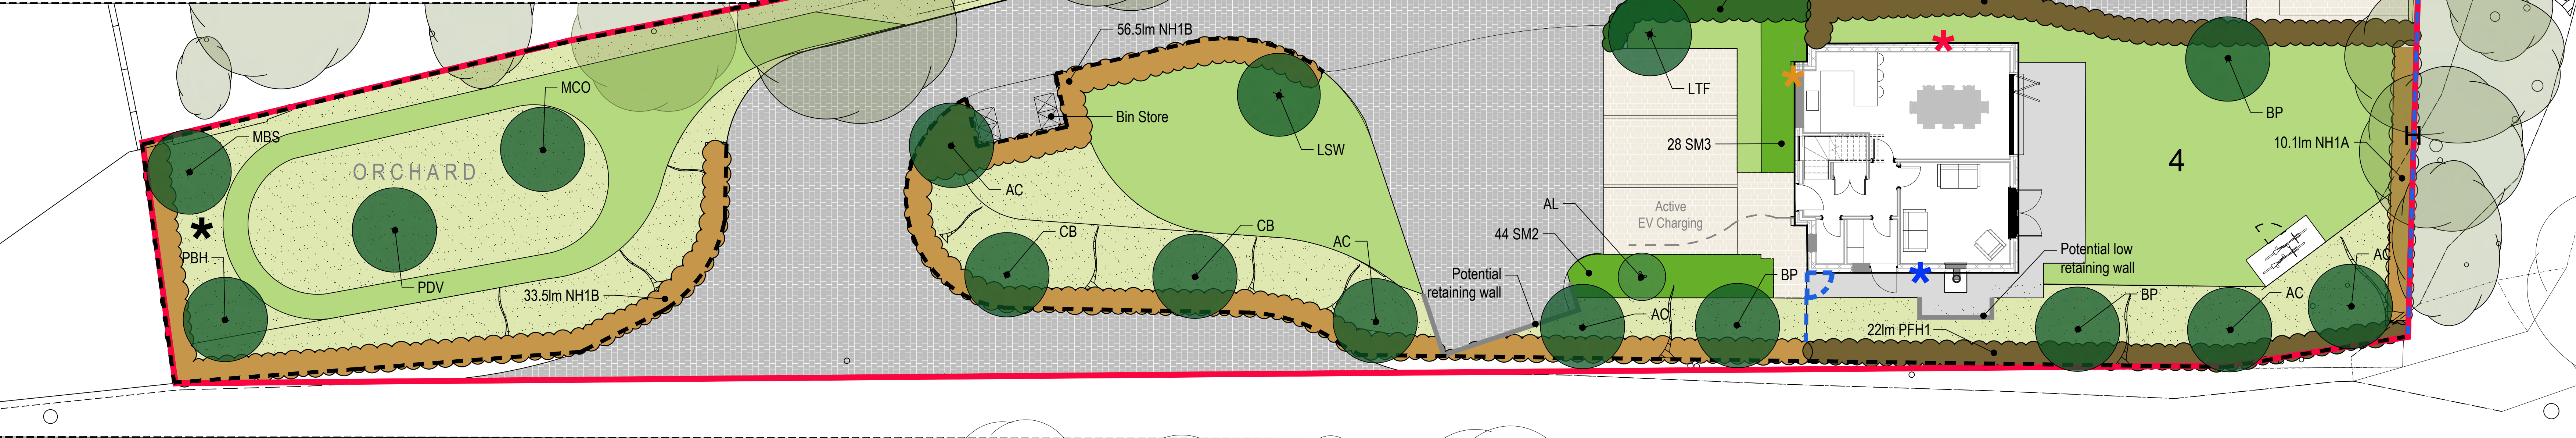 56.5lm NH1B
MCO
LTF
MBS
Bin Store
BP
ORCHARD
LSW
28 SM3
10.1lm NH1A
4
AC
AL
Active
EV Charging
CB
CB
44 SM2
AC
PBH
Potential
retaining wall
BP
Potential low
retaining wall
AC
PDV
33.5lm NH1B
AC
BP
AC
22lm PFH1